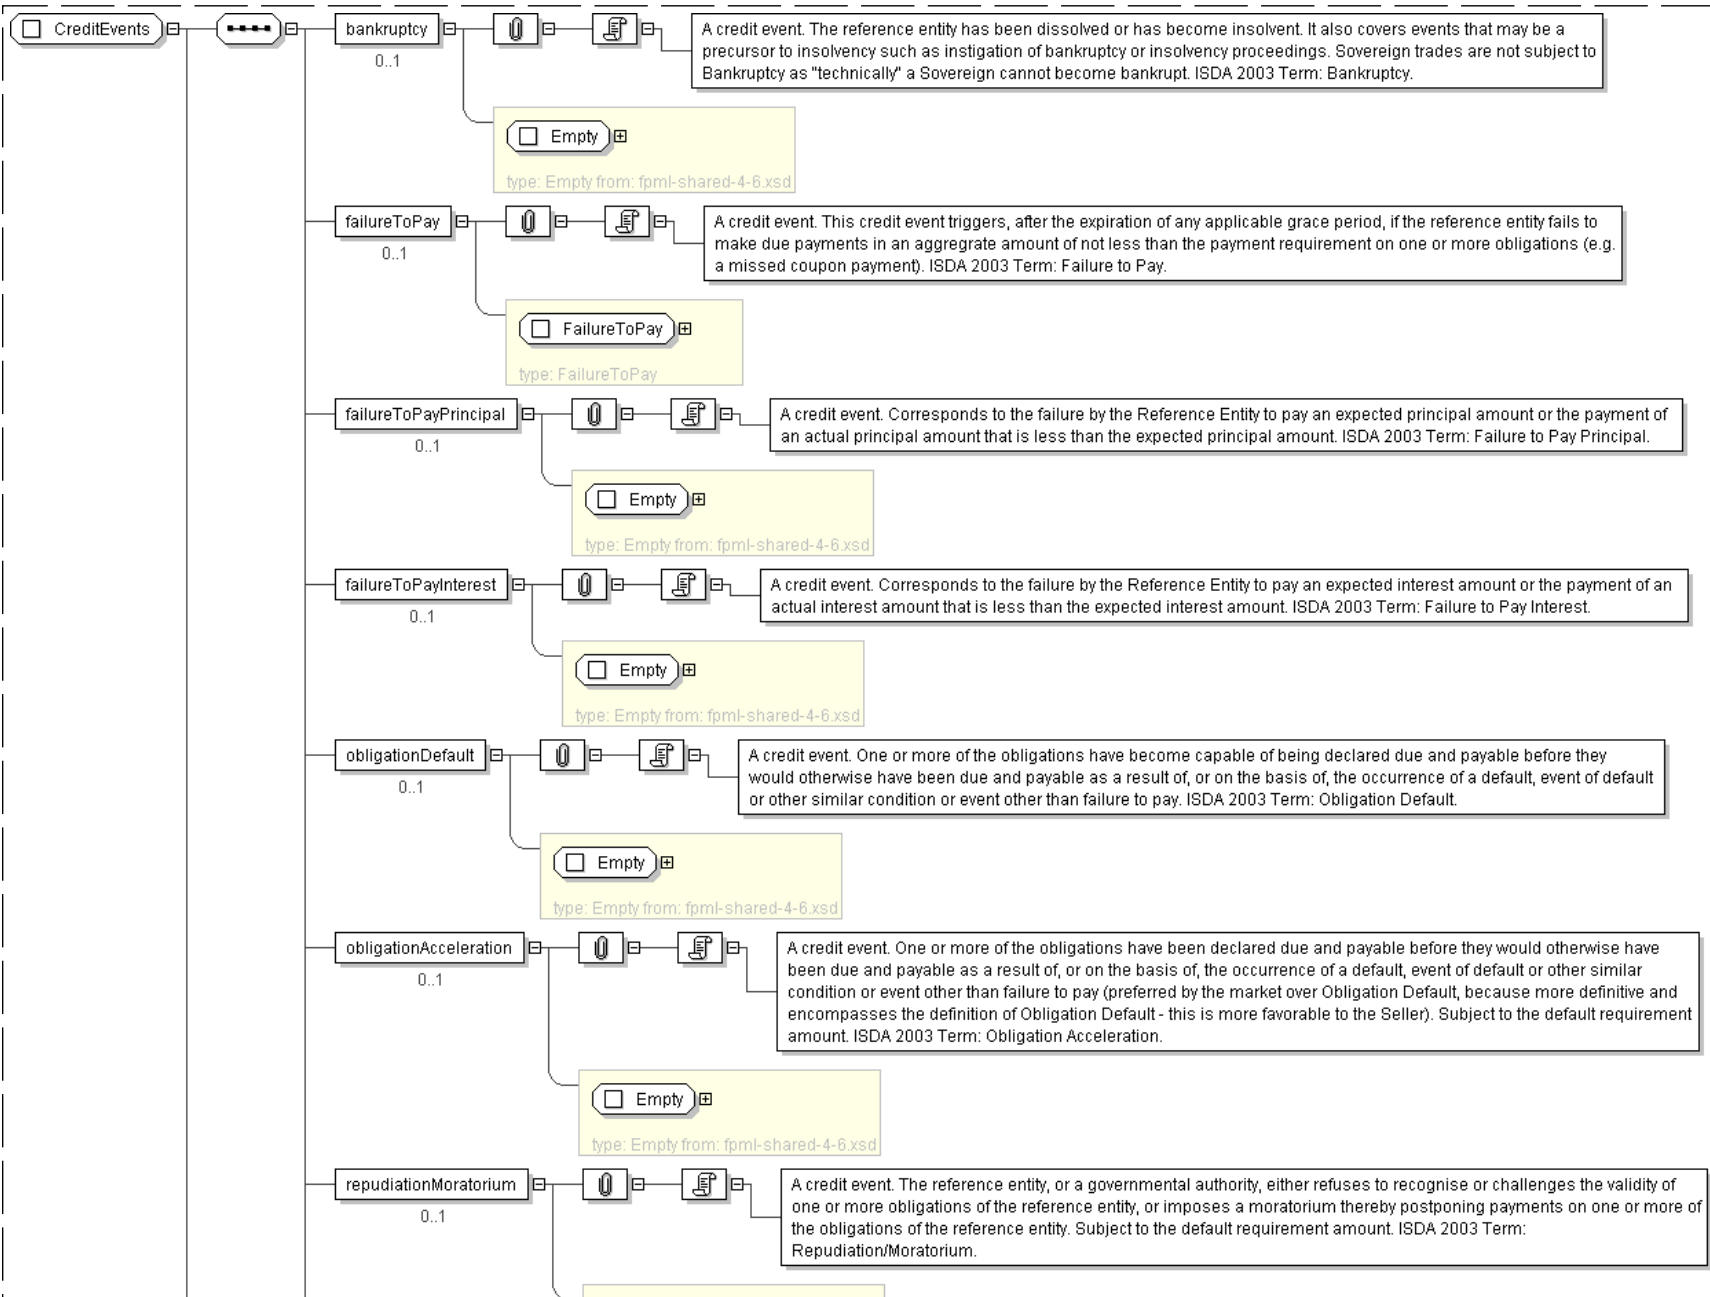 CreditEvents
bankruptcy
0..1
A credit event. The reference entity has been dissolved or has become insolvent. It also covers events that may be a
precursor to insolvency such as instigation of bankruptcy or insolvency proceedings. Sovereign trades are not subject to
Bankruptcy as "technically" a Sovereign cannot become bankrupt. ISDA 2003 Term: Bankruptcy.
Empty
type: Empty from: fpml-shared-4-6.xsd
failureToPay
0..1
A credit event. This credit event triggers, after the expiration of any applicable grace period, if the reference entity fails to
make due payments in an aggregrate amount of not less than the payment requirement on one or more obligations (e.g.
a missed coupon payment). ISDA 2003 Term: Failure to Pay.
FailureToPay
type: FailureToPay
failureToPayPrincipal
0..1
A credit event. Corresponds to the failure by the Reference Entity to pay an expected principal amount or the payment of
an actual principal amount that is less than the expected principal amount. ISDA 2003 Term: Failure to Pay Principal.
Empty
type: Empty from: fpml-shared-4-6.xsd
failureToPayInterest
0..1
A credit event. Corresponds to the failure by the Reference Entity to pay an expected interest amount or the payment of an
actual interest amount that is less than the expected interest amount. ISDA 2003 Term: Failure to Pay Interest.
Empty
type: Empty from: fpml-shared-4-6.xsd
obligationDefault
0..1
A credit event. One or more of the obligations have become capable of being declared due and payable before they
would otherwise have been due and payable as a result of, or on the basis of, the occurrence of a default, event of default
or other similar condition or event other than failure to pay. ISDA 2003 Term: Obligation Default.
Empty
type: Empty from: fpml-shared-4-6.xsd
obligationAcceleration
0..1
A credit event. One or more of the obligations have been declared due and payable before they would otherwise have
been due and payable as a result of, or on the basis of, the occurrence of a default, event of default or other similar
condition or event other than failure to pay (preferred by the market over Obligation Default, because more definitive and
encompasses the definition of Obligation Default - this is more favorable to the Seller). Subject to the default requirement
amount. ISDA 2003 Term: Obligation Acceleration.
Empty
type: Empty from: fpml-shared-4-6.xsd
repudiationMoratorium
0..1
A credit event. The reference entity, or a governmental authority, either refuses to recognise or challenges the validity of
one or more obligations of the reference entity, or imposes a moratorium thereby postponing payments on one or more of
the obligations of the reference entity. Subject to the default requirement amount. ISDA 2003 Term:
Repudiation/Moratorium.